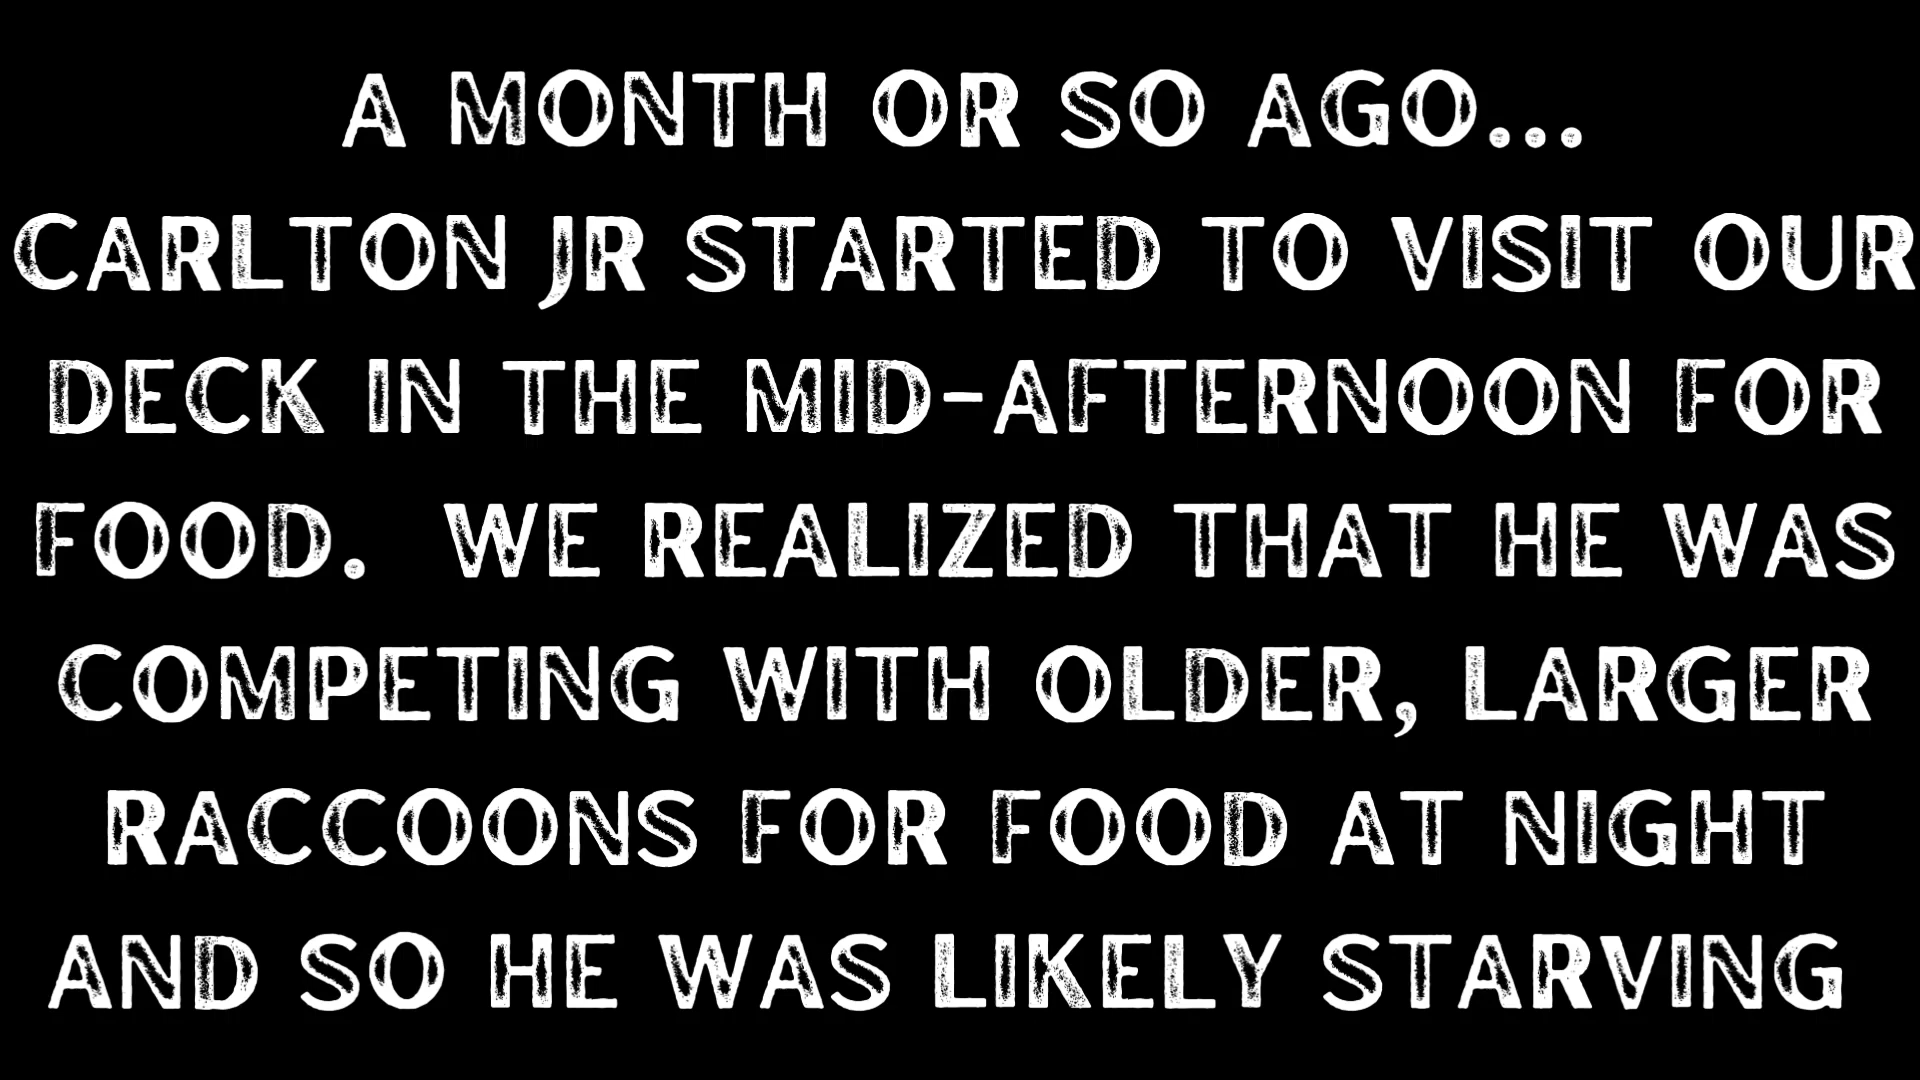 A MONTH OR SO AGO...
CARLTON JR STARTED TO VISIT OUR
DECK IN THE MID-AFTERNOON FOR
FOOD.  WE REALIZED THAT HE WAS
COMPETING WITH OLDER, LARGER
RACCOONS FOR FOOD AT NIGHT
AND SO HE WAS LIKELY STARVING